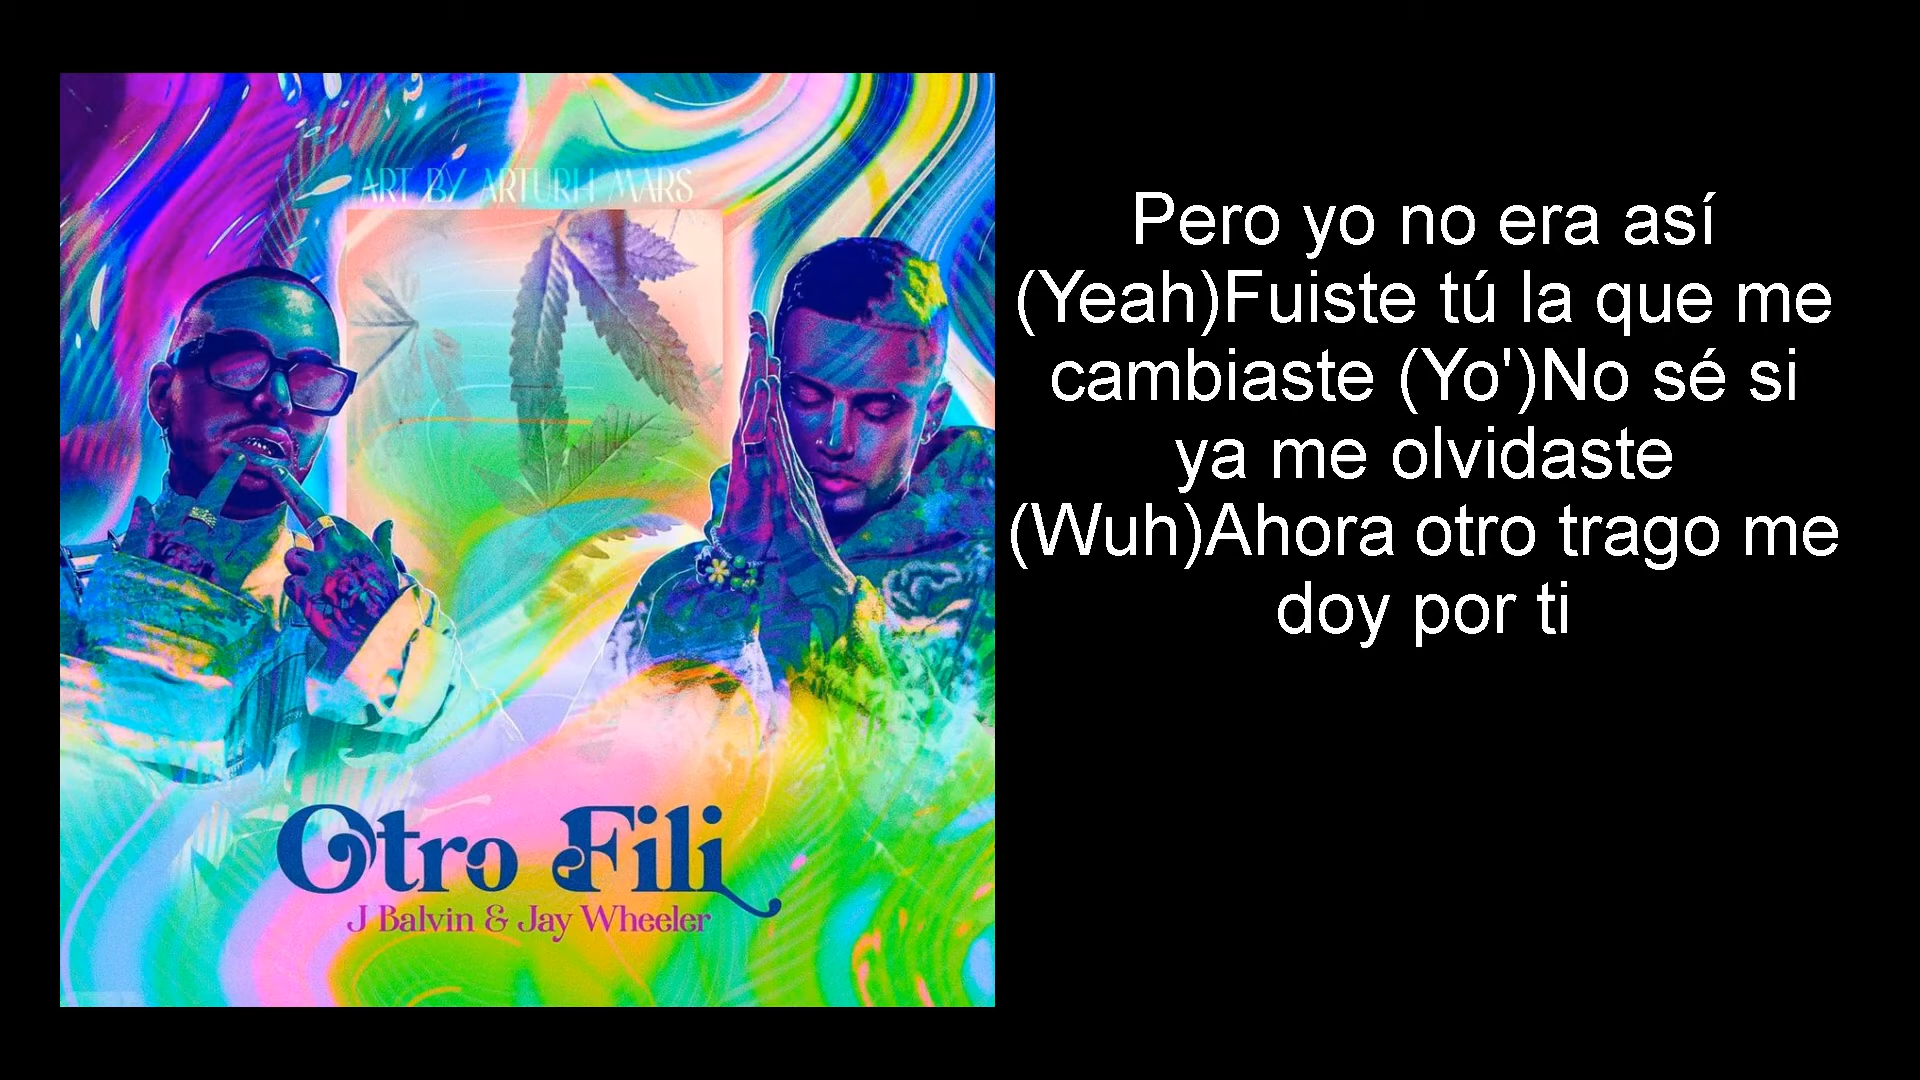 ART BY ARTURH MARS
Otro Fili
J Balvin & Jay Wheeler
Pero yo no era así
(Yeah)Fuiste tú la que me
cambiaste (Yo')No sé si
ya me olvidaste
(Wuh)Ahora otro trago me
doy por ti